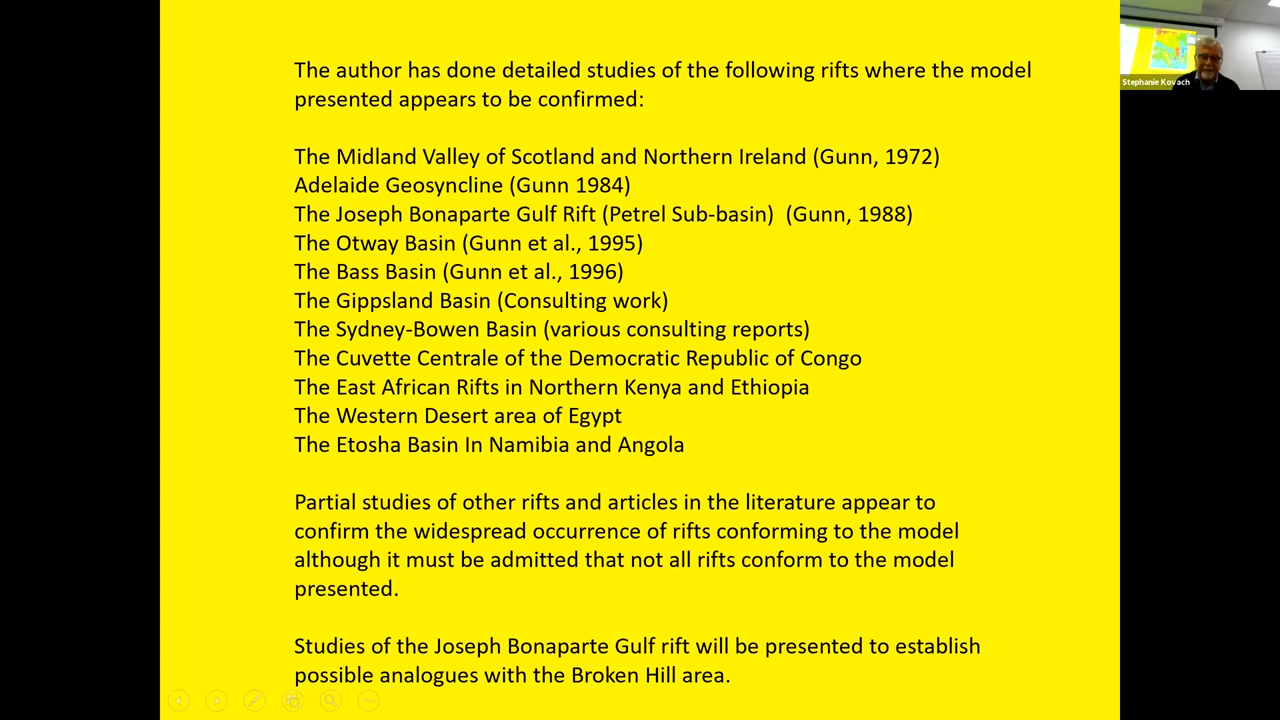 The author has done detailed studies of the following rifts where the model
presented appears to be confirmed:
The Midland Valley of Scotland and Northern Ireland (Gunn, 1972)
Adelaide Geosyncline (Gunn 1984)
The Joseph Bonaparte Gulf Rift (Petrel Sub-basin)  (Gunn, 1988)
The Otway Basin (Gunn et al., 1995)
The Bass Basin (Gunn et al., 1996)
The Gippsland Basin (Consulting work)
The Sydney-Bowen Basin (various consulting reports)
The Cuvette Centrale of the Democratic Republic of Congo
The East African Rifts in Northern Kenya and Ethiopia
The Western Desert area of Egypt
The Etosha Basin In Namibia and Angola
Partial studies of other rifts and articles in the literature appear to
confirm the widespread occurrence of rifts conforming to the model
although it must be admitted that not all rifts conform to the model
presented.
Studies of the Joseph Bonaparte Gulf rift will be presented to establish
possible analogues with the Broken Hill area.
Stephanie Kovach